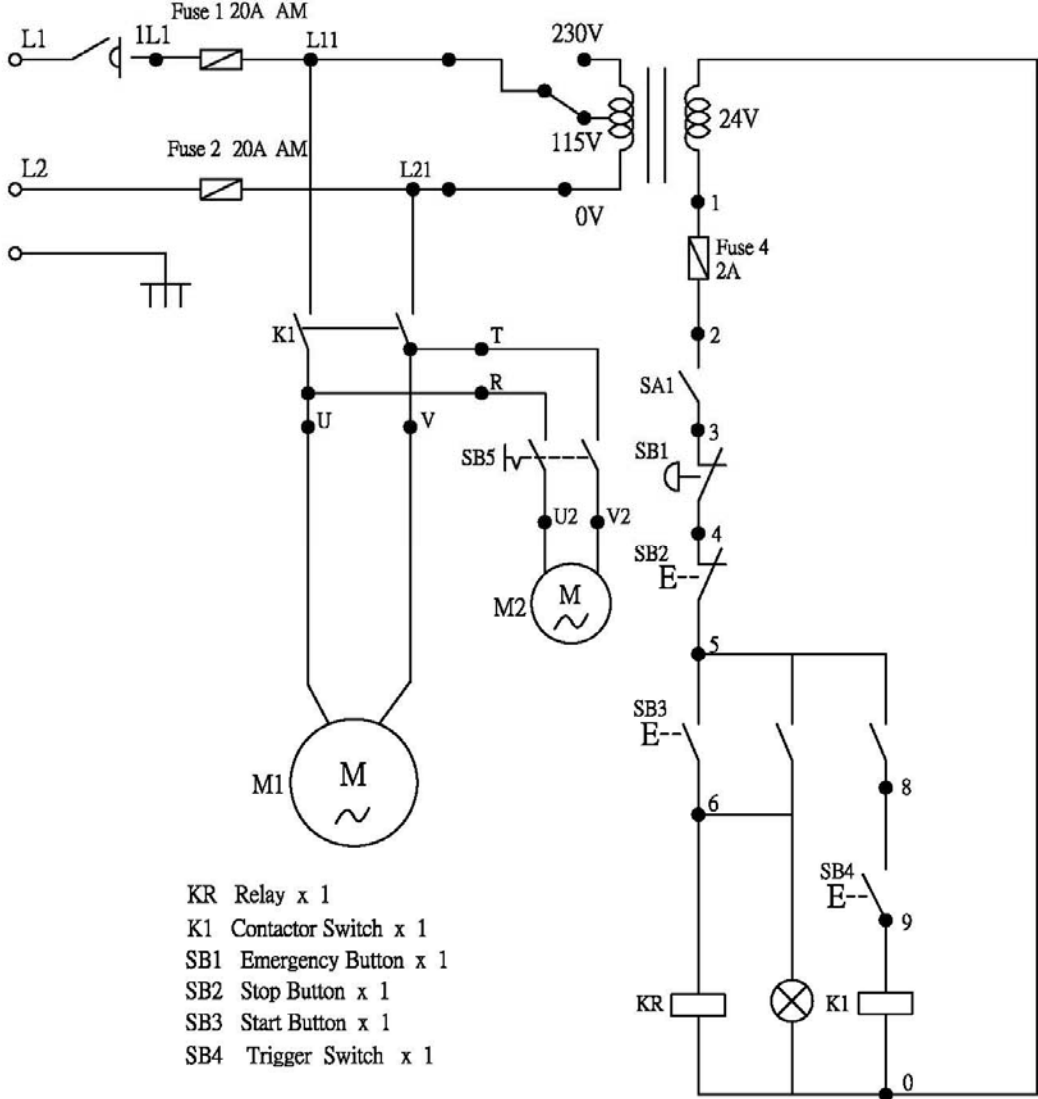 Fuse 1 20A AM
L1
1L1
L11
230V
115V
24V
Fuse 2 20A AM
L2
L21
0V
1
Fuse 4
2A
2
K1
T
R
SA1
3
U
V
SB5
SB1
U2
V2
4
SB2
E
M2
M
5
SB3
E
M1
M
6
8
SB4
E
9
KR
K1
0
KR Relay x 1
K1 Contactor Switch x 1
SB1 Emergency Button x 1
SB2 Stop Button x 1
SB3 Start Button x 1
SB4 Trigger Switch x 1